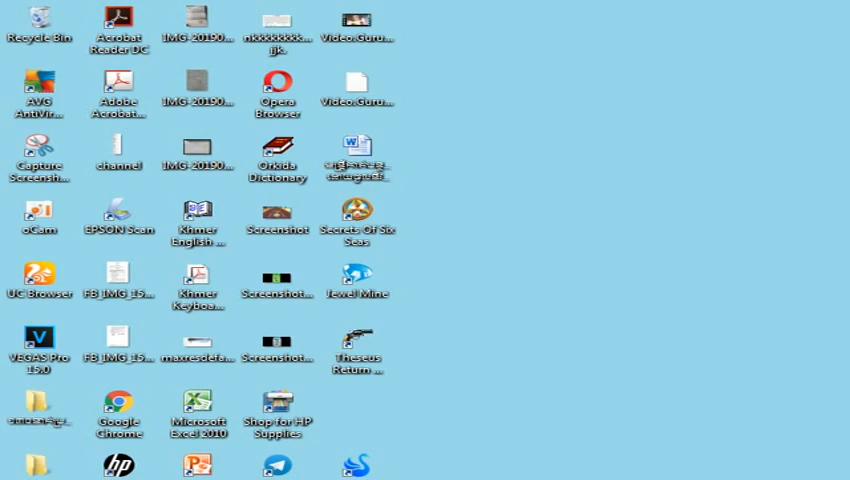 Recycle Bin
Acrobat
Reader DC
IMG-20190...
nkkkkkkkk...
ijk.
Video.Guru...
AVG
AntiVir...
Adobe
Acrobat...
IMG-20190...
Opera
Browser
Video.Guru...
Capture
Screensh...
channel
IMG-20190...
Orkida
Dictionary
oCam
EPSON Scan
Khmer
English ...
Screenshot
Secrets Of Six
Seas
UC Browser
FB_IMG_15...
Khmer
Keyboa...
Screenshot...
Jewel Mine
VEGAS Pro
15.0
FB_IMG_15...
maxresdefa...
Screenshot...
Theseus
Return ...
Google
Chrome
Microsoft
Excel 2010
Shop for HP
Supplies
hp